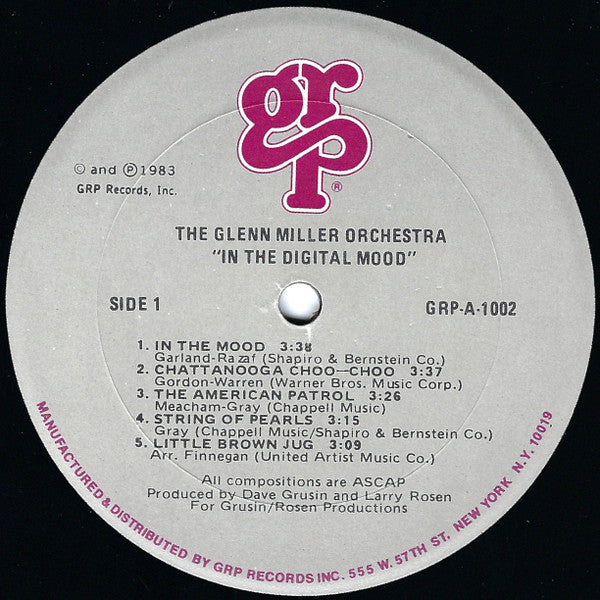 grp®
© and ℗ 1983
GRP Records, Inc.
THE GLENN MILLER ORCHESTRA
"IN THE DIGITAL MOOD"
SIDE 1
GRP-A-1002
1. IN THE MOOD 3:38
Garland-Razaf (Shapiro & Bernstein Co.)
2. CHATTANOOGA CHOO-CHOO 3:37
Gordon-Warren (Warner Bros. Music Corp.)
3. THE AMERICAN PATROL 3:26
Meacham-Gray (Chappell Music)
4. STRING OF PEARLS 3:15
Gray (Chappell Music/Shapiro & Bernstein Co.)
5. LITTLE BROWN JUG 3:09
Arr. Finnegan (United Artist Music Co.)
All compositions are ASCAP
Produced by Dave Grusin and Larry Rosen
For Grusin/Rosen Productions
MANUFACTURED & DISTRIBUTED BY GRP RECORDS INC. 555 W. 57TH ST. NEW YORK N.Y. 10019